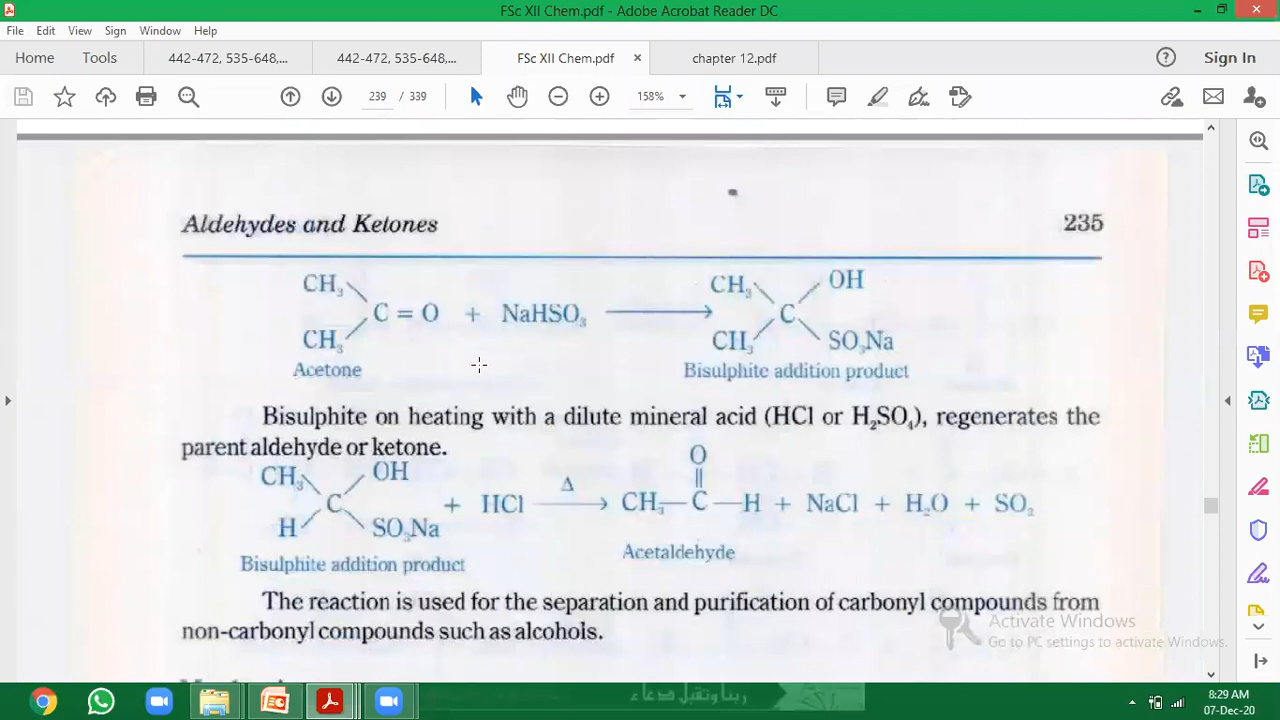 FSc XII Chem.pdf - Adobe Acrobat Reader DC
File Edit View Sign Window Help
Home Tools 442-472, 535-648,... 442-472, 535-648,... FSc XII Chem.pdf × chapter 12.pdf Sign In
239 / 339 158%
Aldehydes and Ketones 235
CH₃ CH₃ OH
C = O + NaHSO₃ ⟶ C
CH₃ CH₃ SO₃Na
Acetone Bisulphite addition product
Bisulphite on heating with a dilute mineral acid (HCl or H₂SO₄), regenerates the
parent aldehyde or ketone.
CH₃ OH O
C + HCl Δ⟶ CH₃—C—H + NaCl + H₂O + SO₂
H SO₃Na
Bisulphite addition product Acetaldehyde
The reaction is used for the separation and purification of carbonyl compounds from
non-carbonyl compounds such as alcohols.
Activate Windows
Go to PC settings to activate Windows.
ربنا وتقبل دعاء
8:29 AM
07-Dec-20